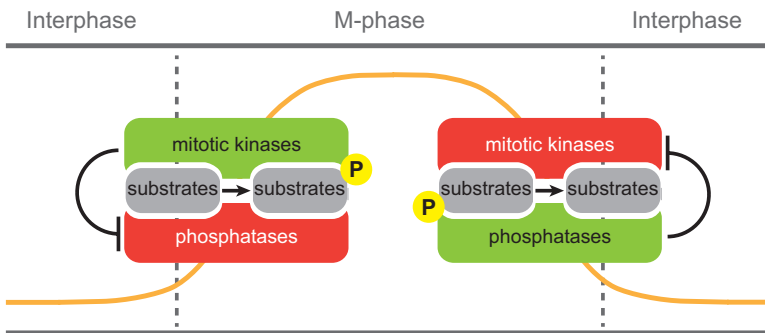 Interphase M-phase Interphase
mitotic kinases
substrates substrates P
phosphatases
mitotic kinases
P substrates substrates
phosphatases